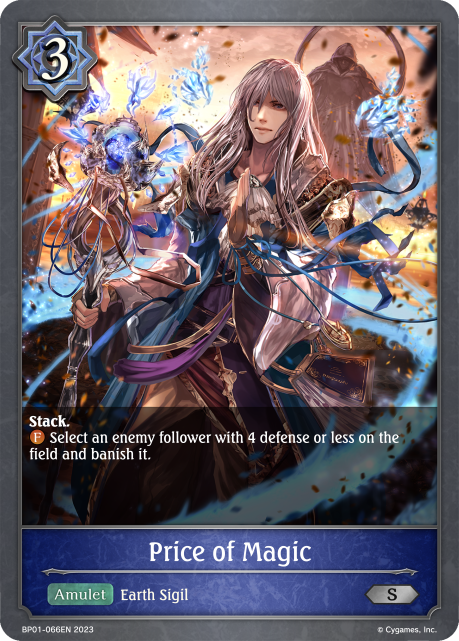 3
Stack.
F Select an enemy follower with 4 defense or less on the
field and banish it.
Price of Magic
Amulet Earth Sigil
S
BP01-066EN 2023
© Cygames, Inc.